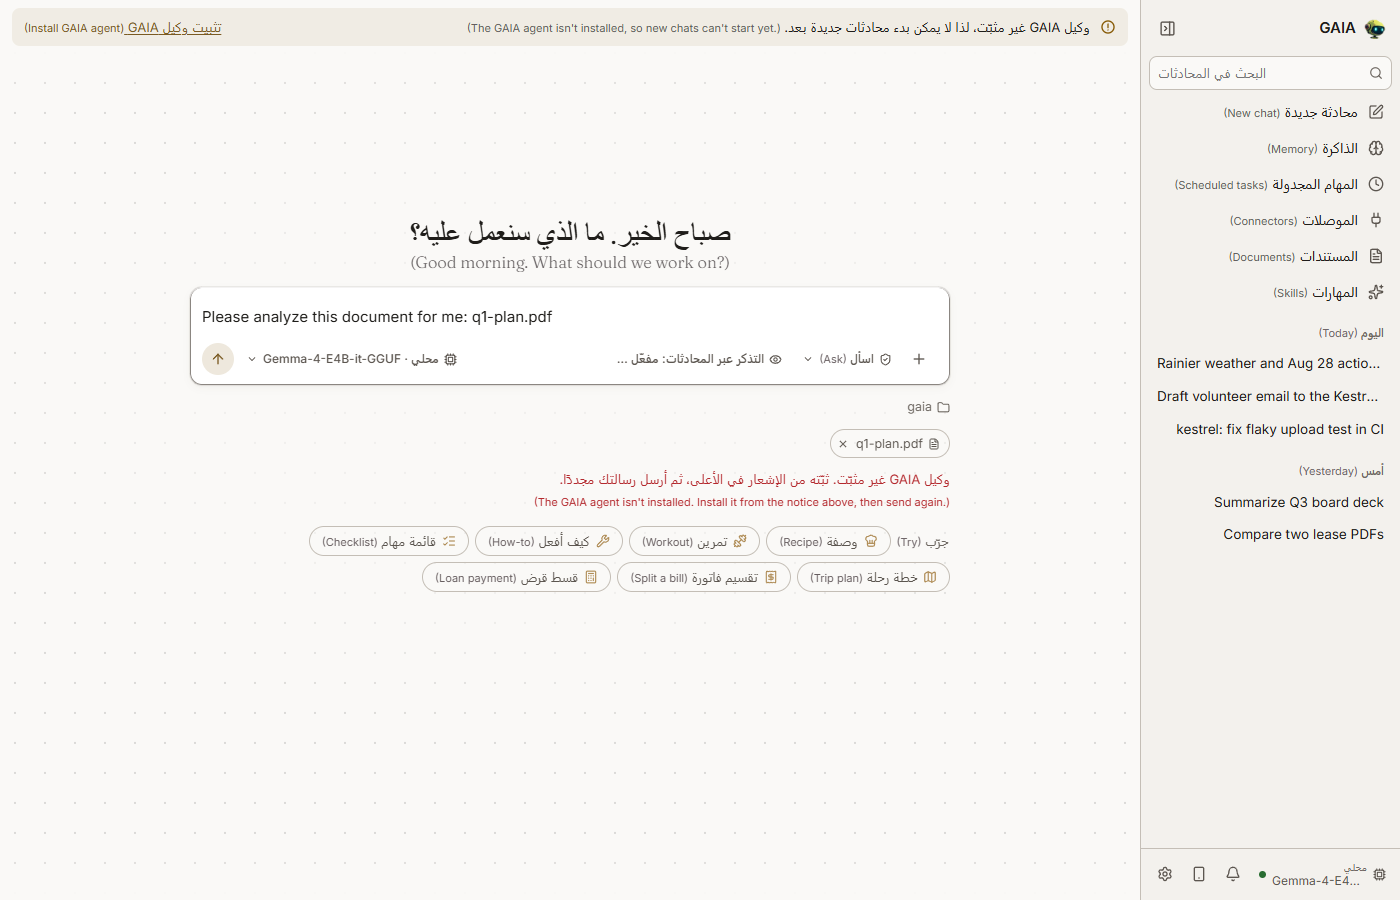 وكيل GAIA غير مثبّت، لذا لا يمكن بدء محادثات جديدة بعد. (The GAIA agent isn't installed, so new chats can't start yet.)
تثبيت وكيل GAIA (Install GAIA agent)
GAIA
البحث في المحادثات
محادثة جديدة (New chat)
الذاكرة (Memory)
المهام المجدولة (Scheduled tasks)
الموصلات (Connectors)
المستندات (Documents)
المهارات (Skills)
اليوم (Today)
Rainier weather and Aug 28 actio...
Draft volunteer email to the Kestr...
kestrel: fix flaky upload test in CI
أمس (Yesterday)
Summarize Q3 board deck
Compare two lease PDFs
محلي
Gemma-4-E4...
صباح الخير. ما الذي سنعمل عليه؟
(Good morning. What should we work on?)
Please analyze this document for me: q1-plan.pdf
اسأل (Ask)
التذكر عبر المحادثات: مفعّل ...
محلي · Gemma-4-E4B-it-GGUF
gaia
q1-plan.pdf
وكيل GAIA غير مثبّت. ثبّته من الإشعار في الأعلى، ثم أرسل رسالتك مجددًا.
(The GAIA agent isn't installed. Install it from the notice above, then send again.)
جرّب (Try)
وصفة (Recipe)
تمرين (Workout)
كيف أفعل (How-to)
قائمة مهام (Checklist)
خطة رحلة (Trip plan)
تقسيم فاتورة (Split a bill)
قسط قرض (Loan payment)